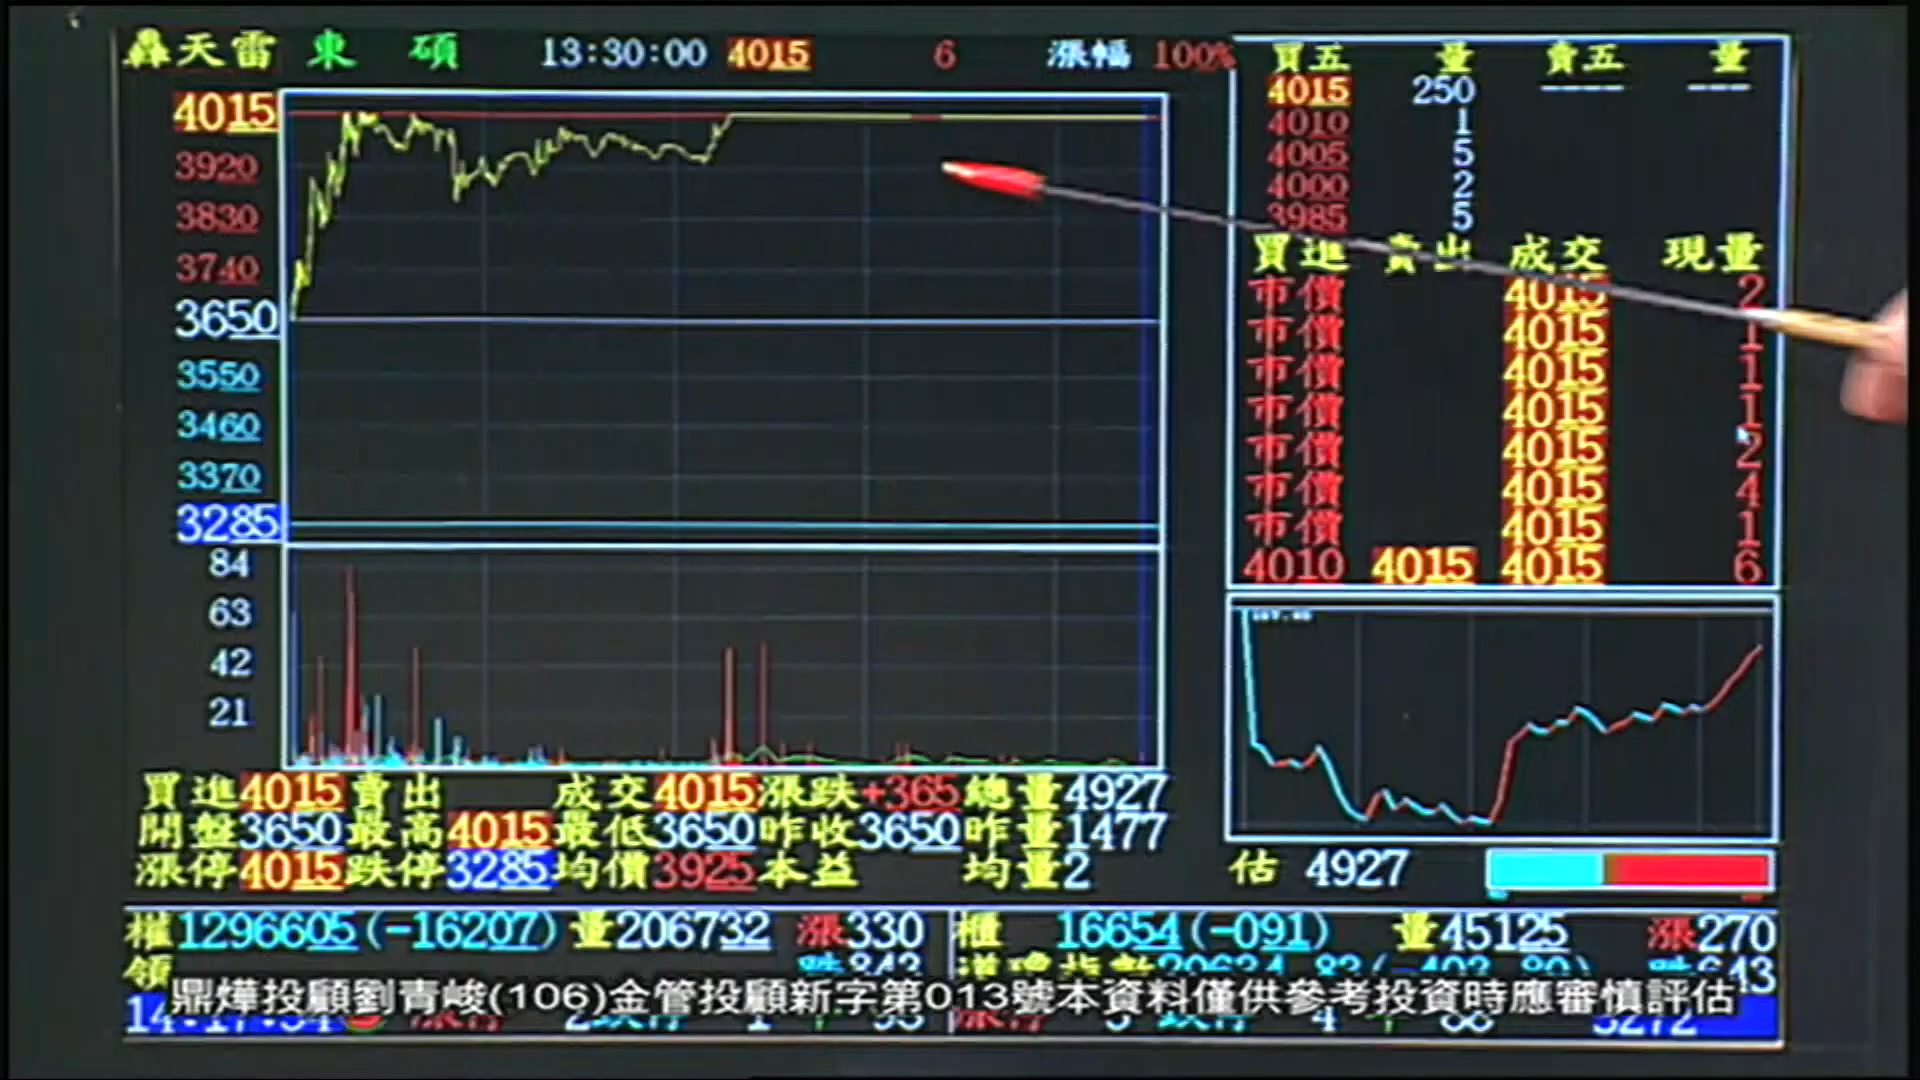 轟天雷 東 碩 13:30:00 4015 6 漲幅 100%
4015
3920
3830
3740
3650
3550
3460
3370
3285
84
63
42
21
買五 量 賣五 量
4015 250 ---- ---
4010 1
4005 5
4000 2
3985 5
買進 賣出 成交 現量
市價 4015 2
市價 4015 1
市價 4015 1
市價 4015 1
市價 4015 2
市價 4015 4
市價 4015 1
4010 4015 4015 6
買進4015 賣出 成交4015 漲跌+365 總量4927
開盤3650 最高4015 最低3650 昨收3650 昨量1477
漲停4015 跌停3285 均價3925 本益 均量2
估 4927
權1296605(-16207) 量206732 漲330
櫃 16654(-091) 量45125 漲270
領
鼎燁投顧劉青峻(106)金管投顧新字第013號本資料僅供參考投資時應審慎評估